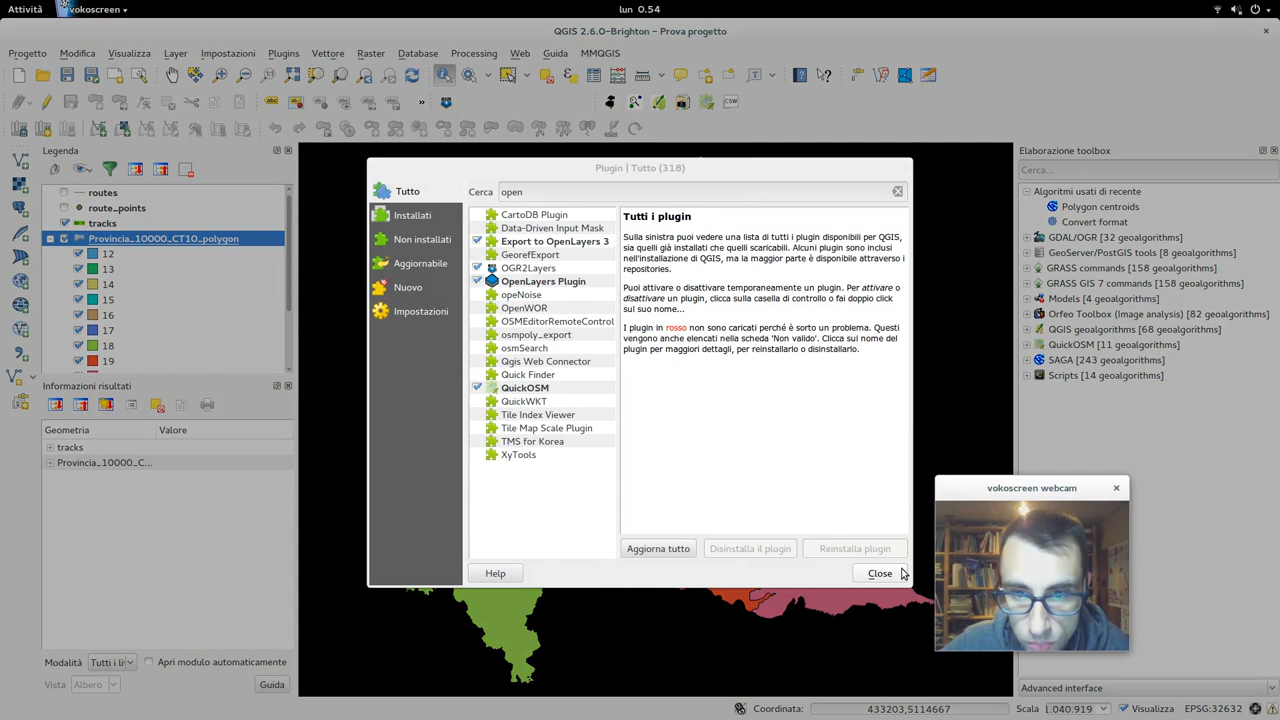 Attività
vokoscreen
lun 0.54
QGIS 2.6.0-Brighton – Prova progetto
Progetto Modifica Visualizza Layer Impostazioni Plugins Vettore Raster Database Processing Web Guida MMQGIS
CSW
Legenda
routes
route_points
tracks
Provincia_10000_CT10_polygon
12
13
14
15
16
17
18
19
Informazioni risultati
Geometria Valore
tracks
Provincia_10000_C...
Modalità Tutti i li
Apri modulo automaticamente
Vista Albero
Guida
Plugin | Tutto (318)
Tutto
Installati
Non installati
Aggiornabile
Nuovo
Impostazioni
Cerca open
CartoDB Plugin
Data-Driven Input Mask
Export to OpenLayers 3
GeorefExport
OGR2Layers
OpenLayers Plugin
opeNoise
OpenWOR
OSMEditorRemoteControl
osmpoly_export
osmSearch
Qgis Web Connector
Quick Finder
QuickOSM
QuickWKT
Tile Index Viewer
Tile Map Scale Plugin
TMS for Korea
XyTools
Tutti i plugin
Sulla sinistra puoi vedere una lista di tutti i plugin disponibili per QGIS,
sia quelli già installati che quelli scaricabili. Alcuni plugin sono inclusi
nell'installazione di QGIS, ma la maggior parte è disponibile attraverso i
repositories.
Puoi attivare o disattivare temporaneamente un plugin. Per attivare o
disattivare un plugin, clicca sulla casella di controllo o fai doppio click
sul suo nome...
I plugin in rosso non sono caricati perché è sorto un problema. Questi
vengono anche elencati nella scheda 'Non valido'. Clicca sul nome del
plugin per maggiori dettagli, per reinstallarlo o disinstallarlo.
Aggiorna tutto
Disinstalla il plugin
Reinstalla plugin
Help
Close
vokoscreen webcam
Elaborazione toolbox
Cerca...
Algoritmi usati di recente
Polygon centroids
Convert format
GDAL/OGR [32 geoalgorithms]
GeoServer/PostGIS tools
GRASS commands [158 geoalgorithms]
GRASS GIS 7 commands [158 geoalgorithms]
Models [4 geoalgorithms]
Orfeo Toolbox (Image analysis) [82 geoalgorithms]
QGIS geoalgorithms [68 geoalgorithms]
QuickOSM [11 geoalgorithms]
SAGA [243 geoalgorithms]
Scripts [14 geoalgorithms]
Advanced interface
Coordinata: 433203,5114667
Scala 1:040.919
Visualizza
EPSG:32632